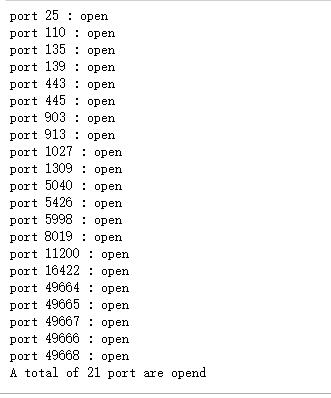 port 25 : open
port 110 : open
port 135 : open
port 139 : open
port 443 : open
port 445 : open
port 903 : open
port 913 : open
port 1027 : open
port 1309 : open
port 5040 : open
port 5426 : open
port 5998 : open
port 8019 : open
port 11200 : open
port 16422 : open
port 49664 : open
port 49665 : open
port 49667 : open
port 49666 : open
port 49668 : open
A total of 21 port are opend